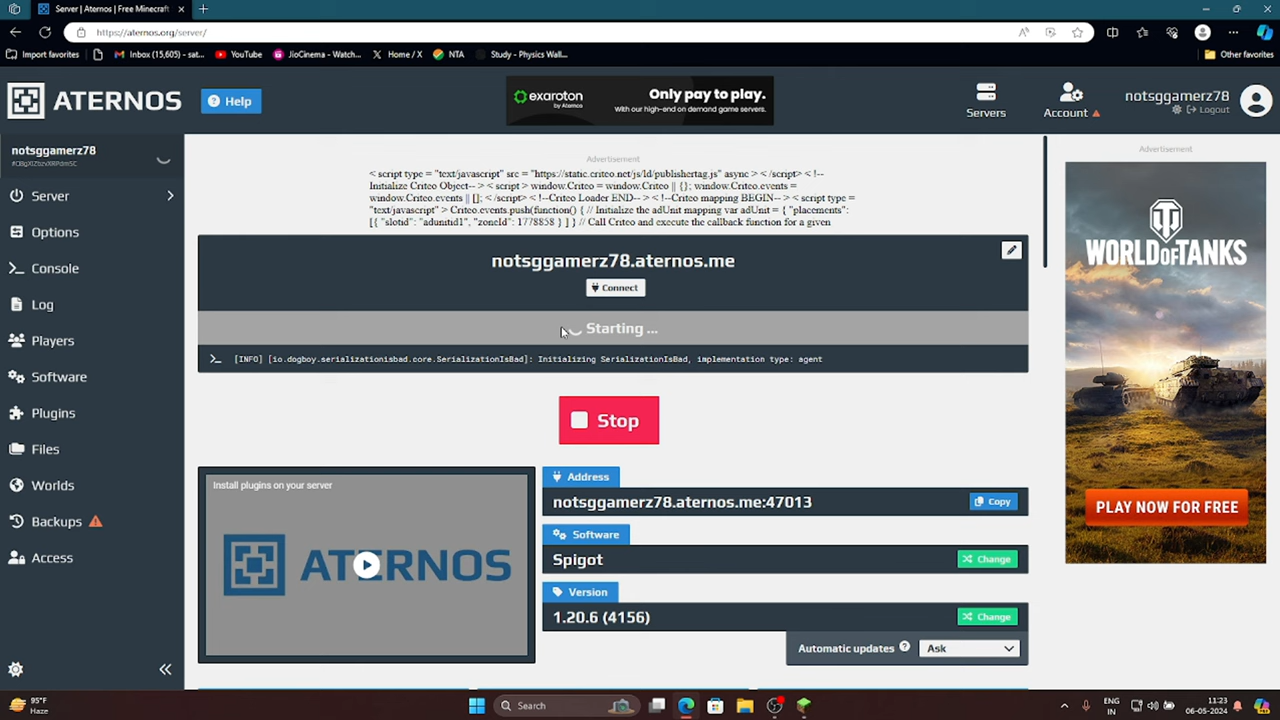 Server | Aternos | Free Minecraft
https://aternos.org/server/
Import favorites
Inbox (15,605) - sat...
YouTube
JioCinema - Watch...
Home / X
NTA
Study - Physics Wall...
Other favorites
ATERNOS
Help
exaroton
by Aternos
Only pay to play.
With our high-end on demand game servers.
Servers
Account
notsggamerz78
Logout
notsggamerz78
Server
Options
Console
Log
Players
Software
Plugins
Files
Worlds
Backups
Access
Advertisement
< script type = "text/javascript" src = "https://static.criteo.net/js/ld/publishertag.js" async > </script> < !--
Initialize Criteo Object-- > < script > window.Criteo = window.Criteo || {}; window.Criteo.events =
window.Criteo.events || []; </script> < !--Criteo Loader END-- > < !--Criteo mapping BEGIN-- > < script type =
"text/javascript" > Criteo.events.push(function() { // Initialize the adUnit mapping var adUnit = { "placements":
[{ "slotid": "adunitid1", "zoneId": 1778858 } ] } // Call Criteo and execute the callback function for a given
notsggamerz78.aternos.me
Connect
Starting ...
[INFO] [io.dogboy.serializationisbad.core.SerializationIsBad]: Initializing SerializationIsBad, implementation type: agent
Stop
Install plugins on your server
ATERNOS
Address
notsggamerz78.aternos.me:47013
Copy
Software
Spigot
Change
Version
1.20.6 (4156)
Change
Automatic updates
Ask
Advertisement
WORLD OF TANKS
PLAY NOW FOR FREE
95°F
Haze
Search
ENG
IN
11:23
06-05-2024